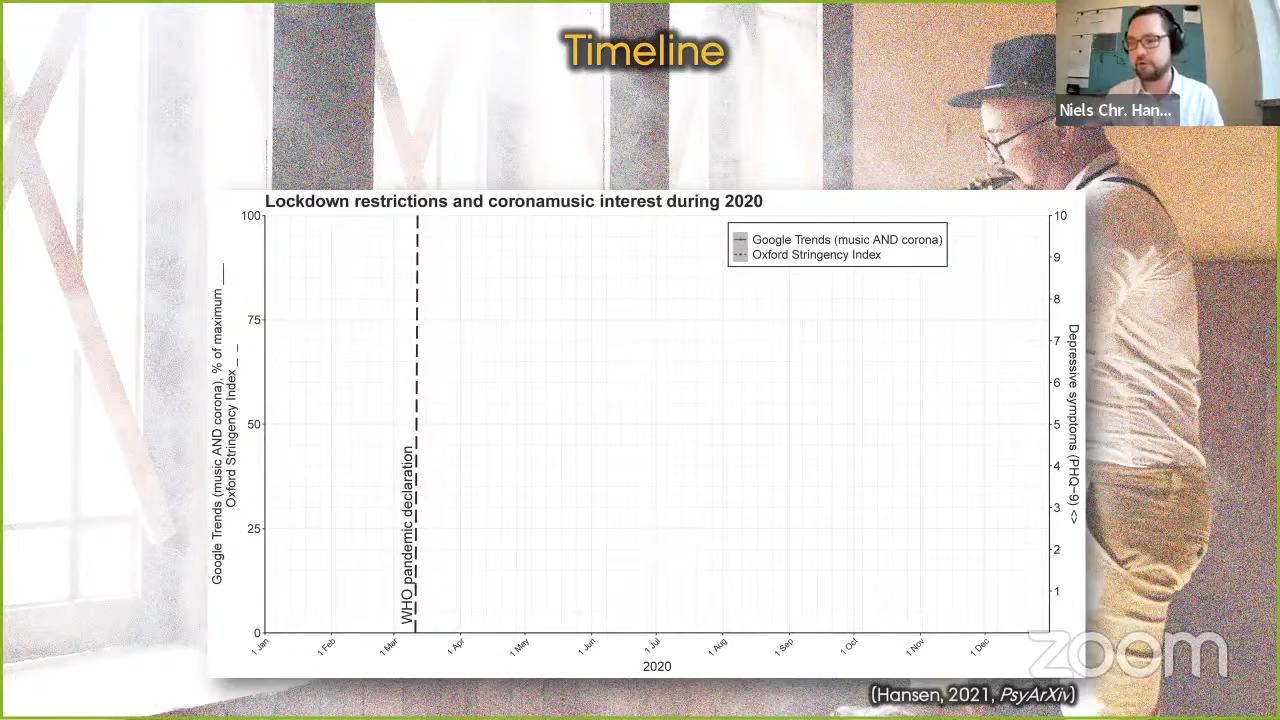 Timeline
Niels Chr. Han...
Lockdown restrictions and coronamusic interest during 2020
Google Trends (music AND corona)
Oxford Stringency Index
Google Trends (music AND corona), % of maximum ___
Oxford Stringency Index _ _
100
75
50
25
0
WHO pandemic declaration
10
9
8
7
6
5
4
3
2
1
Depressive symptoms (PHQ−9) <>
1 Jan
1 Feb
1 Mar
1 Apr
1 May
1 Jun
1 Jul
1 Aug
1 Sep
1 Oct
1 Nov
1 Dec
2020
zoom
(Hansen, 2021, PsyArXiv)